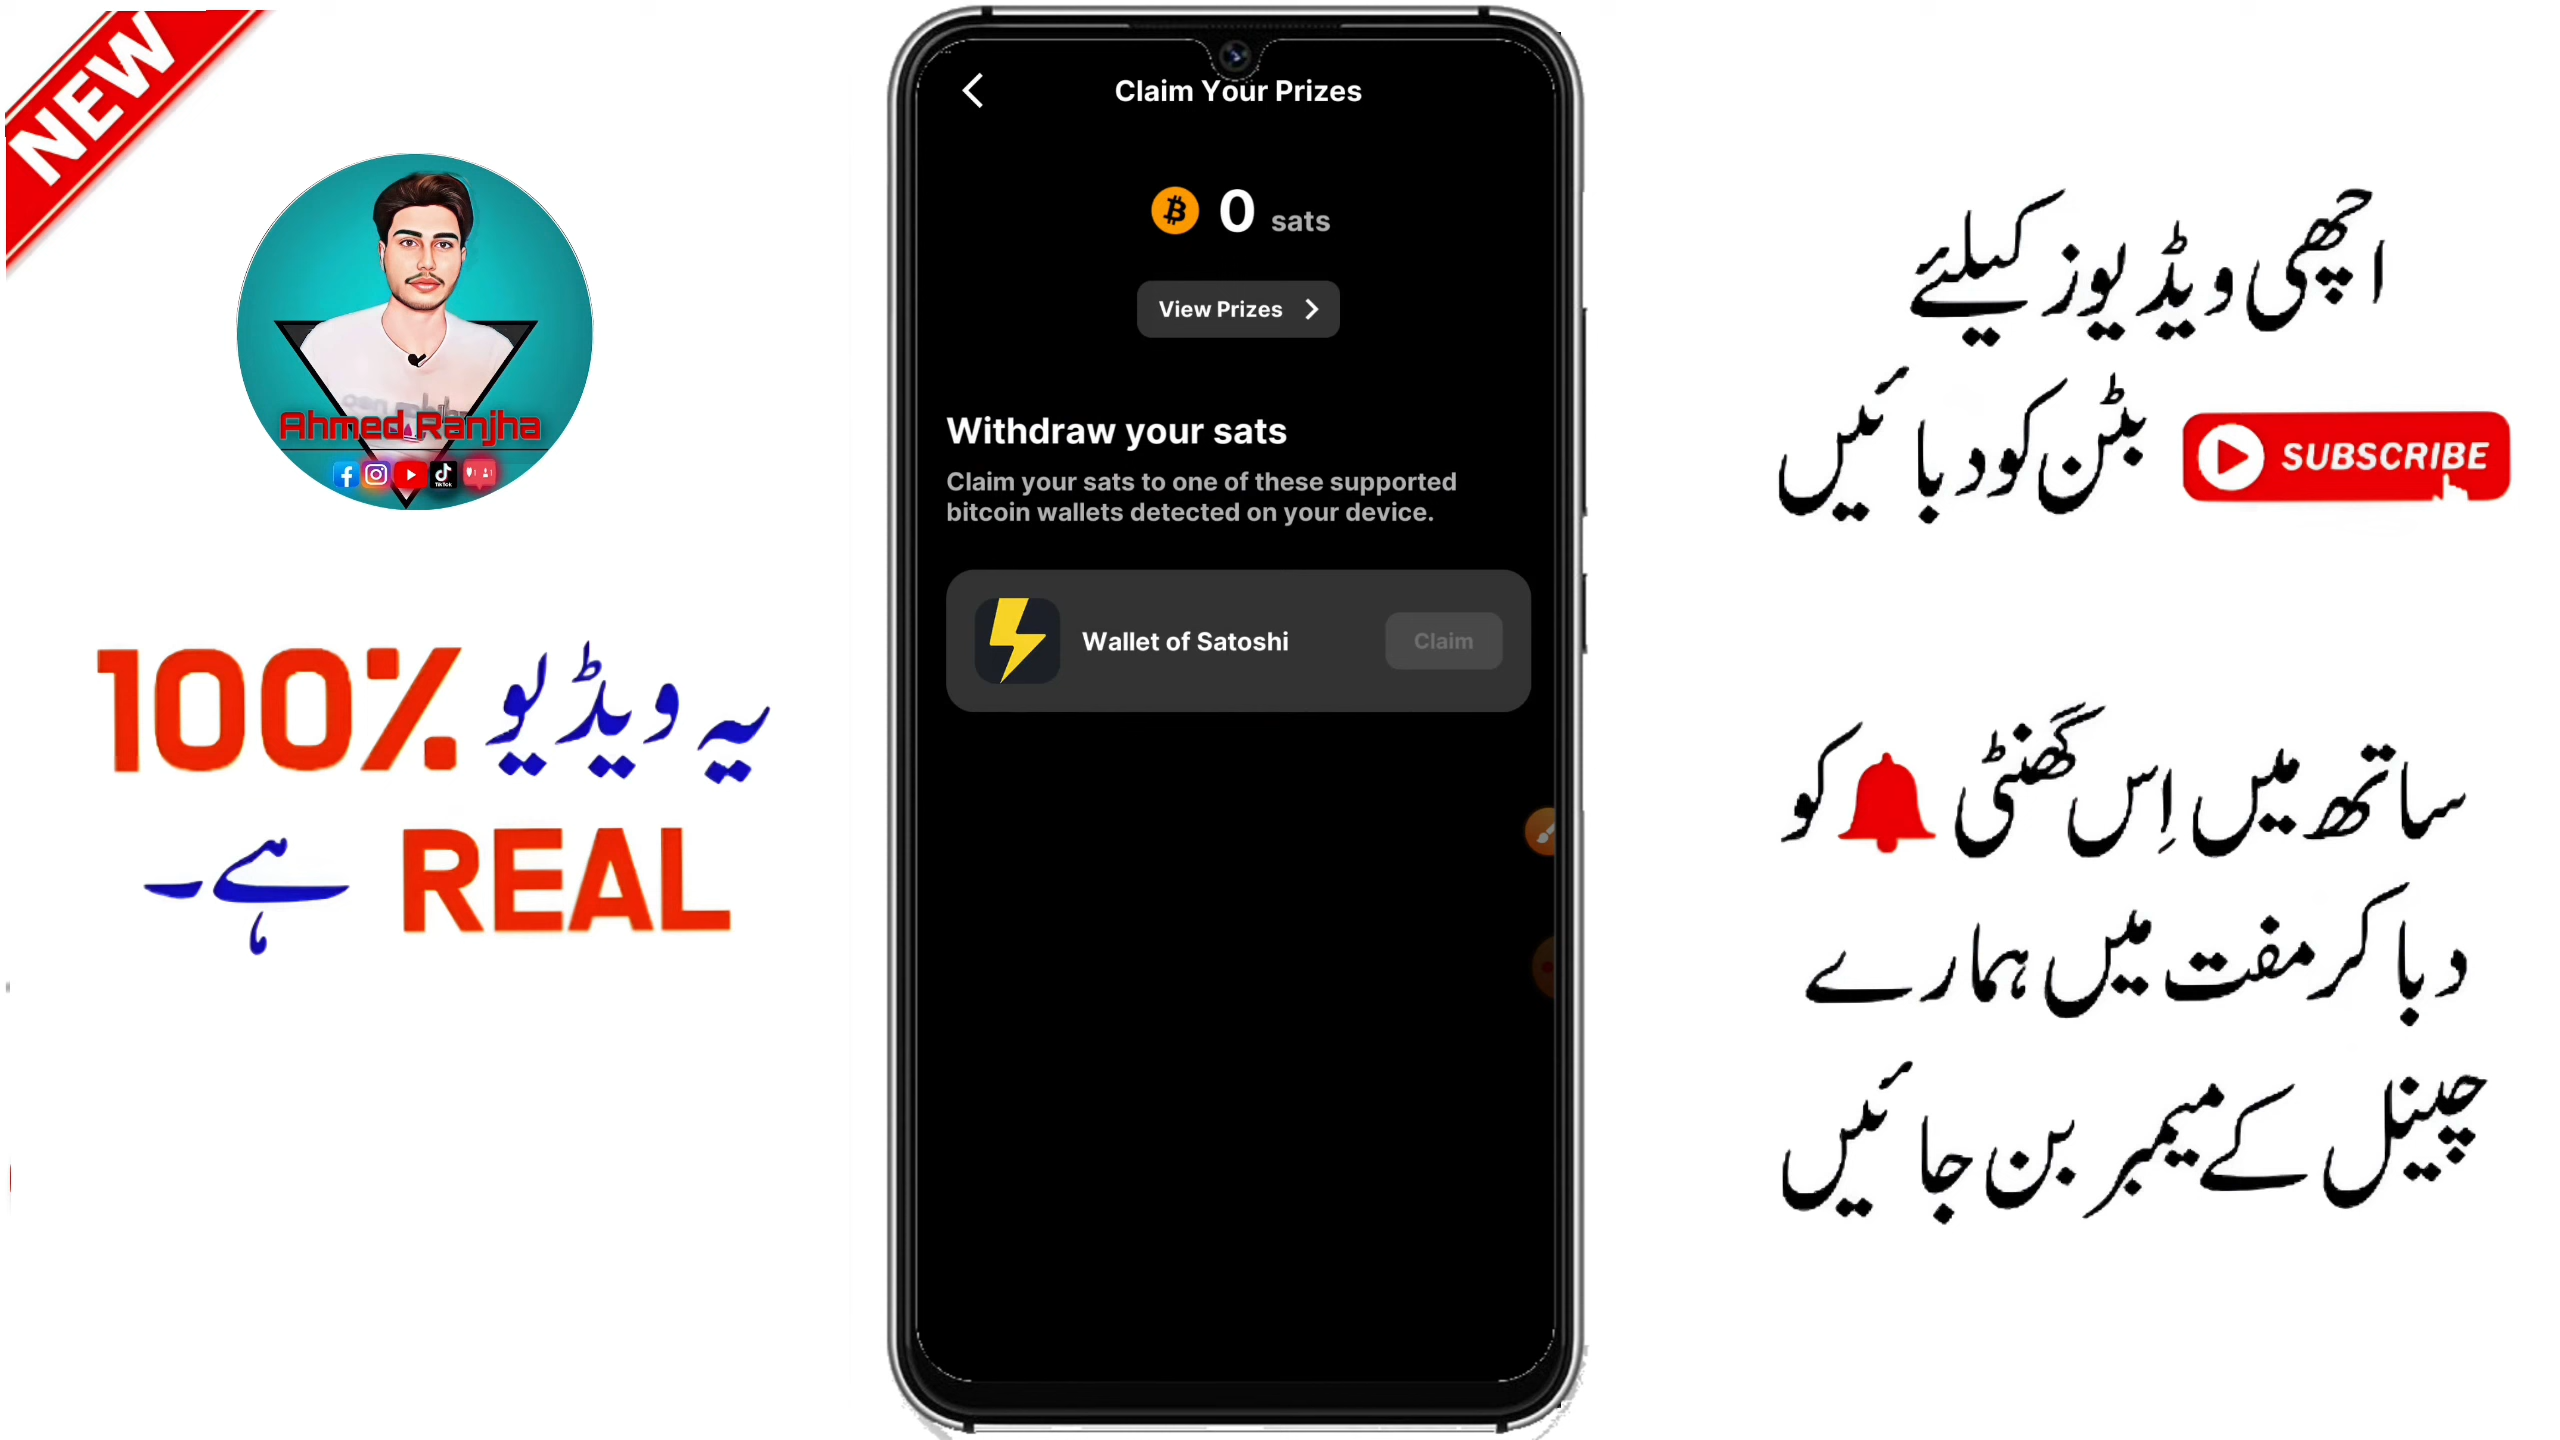 NEW
Ahmed Ranjha
یہ ویڈیو 100%
REAL ہے۔
Claim Your Prizes
0 sats
View Prizes
Withdraw your sats
Claim your sats to one of these supported
bitcoin wallets detected on your device.
Wallet of Satoshi
Claim
اچھی ویڈیوز کیلئے
SUBSCRIBE بٹن کو دبائیں
ساتھ میں اِس گھنٹی کو
دبا کر مفت میں ہمارے
چینل کے میمبر بن جائیں